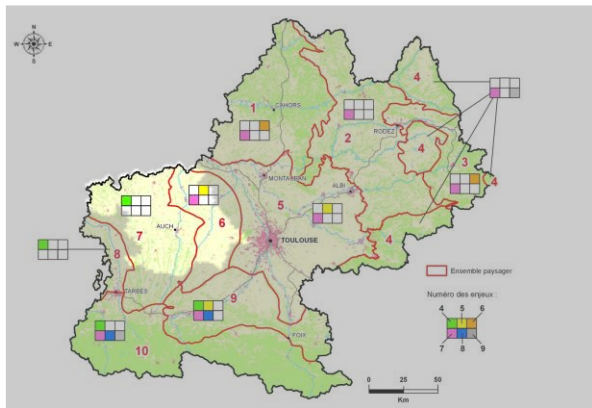 N
W E
S
1
CAHORS
4
2
RODEZ
4
3
4
MONTAUBAN
ALBI
5
6
7
AUCH
TOULOUSE
4
8
TARBES
9
FOIX
10
Ensemble paysager
Numéro des enjeux :
4 5 6
7 8 9
0 25 50
Km